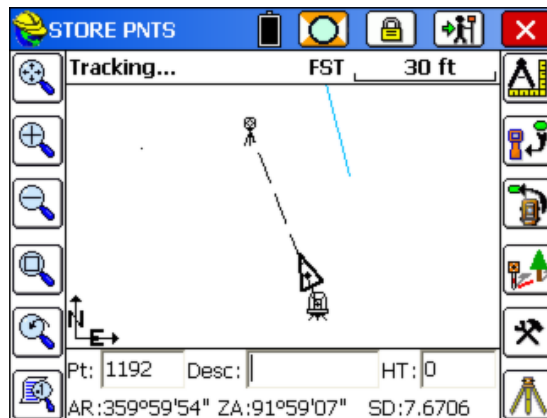 STORE PNTS
Tracking... FST 30 ft
N
E
Pt: 1192 Desc: HT: 0
AR:359°59'54" ZA:91°59'07" SD:7.6706